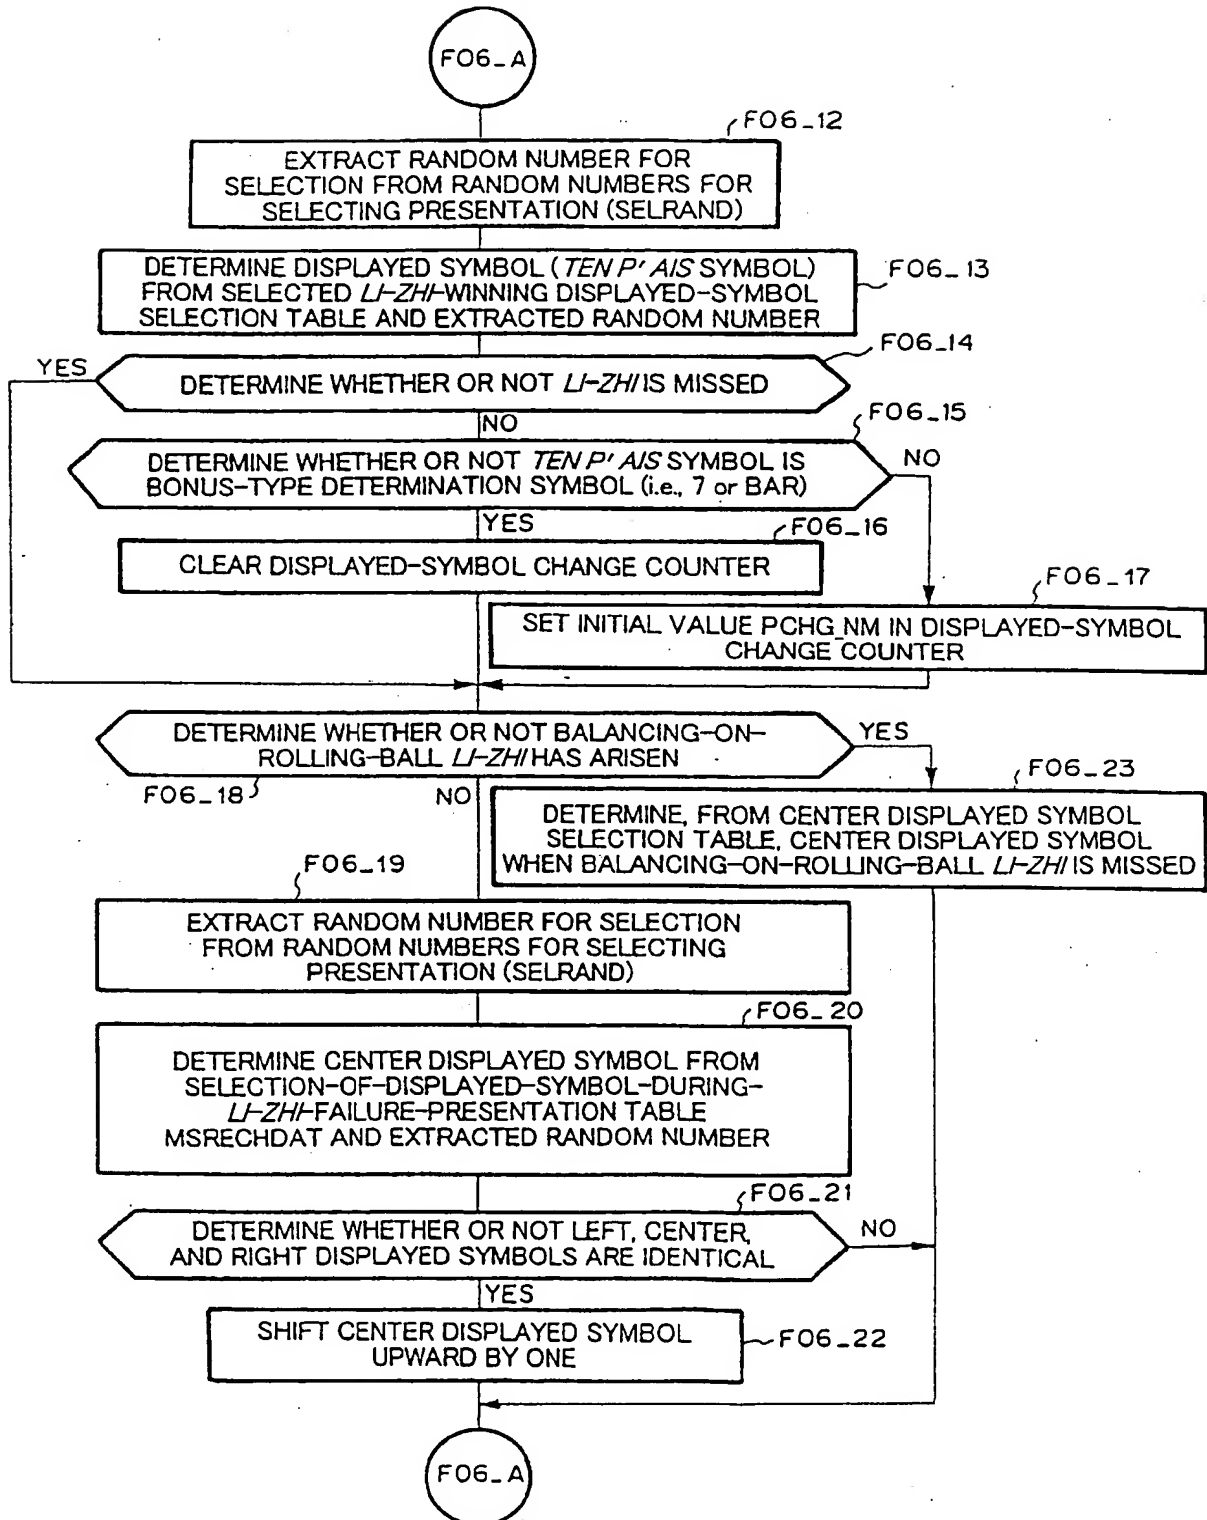 F06_A
F06_12
EXTRACT RANDOM NUMBER FOR
SELECTION FROM RANDOM NUMBERS FOR
SELECTING PRESENTATION (SELRAND)
DETERMINE DISPLAYED SYMBOL (TEN P' AIS SYMBOL)
FROM SELECTED LI-ZHI-WINNING DISPLAYED-SYMBOL
SELECTION TABLE AND EXTRACTED RANDOM NUMBER
F06_13
F06_14
YES
DETERMINE WHETHER OR NOT LI-ZHI IS MISSED
NO
F06_15
DETERMINE WHETHER OR NOT TEN P' AIS SYMBOL IS
BONUS-TYPE DETERMINATION SYMBOL (i.e., 7 or BAR)
NO
YES
F06_16
CLEAR DISPLAYED-SYMBOL CHANGE COUNTER
F06_17
SET INITIAL VALUE PCHG_NM IN DISPLAYED-SYMBOL
CHANGE COUNTER
DETERMINE WHETHER OR NOT BALANCING-ON-
ROLLING-BALL LI-ZHI HAS ARISEN
YES
F06_18
NO
F06_23
DETERMINE, FROM CENTER DISPLAYED SYMBOL
SELECTION TABLE, CENTER DISPLAYED SYMBOL
WHEN BALANCING-ON-ROLLING-BALL LI-ZHI IS MISSED
F06_19
EXTRACT RANDOM NUMBER FOR SELECTION
FROM RANDOM NUMBERS FOR SELECTING
PRESENTATION (SELRAND)
F06_20
DETERMINE CENTER DISPLAYED SYMBOL FROM
SELECTION-OF-DISPLAYED-SYMBOL-DURING-
LI-ZHI-FAILURE-PRESENTATION TABLE
MSRECHDAT AND EXTRACTED RANDOM NUMBER
F06_21
DETERMINE WHETHER OR NOT LEFT, CENTER,
AND RIGHT DISPLAYED SYMBOLS ARE IDENTICAL
NO
YES
SHIFT CENTER DISPLAYED SYMBOL
UPWARD BY ONE
F06_22
F06_A